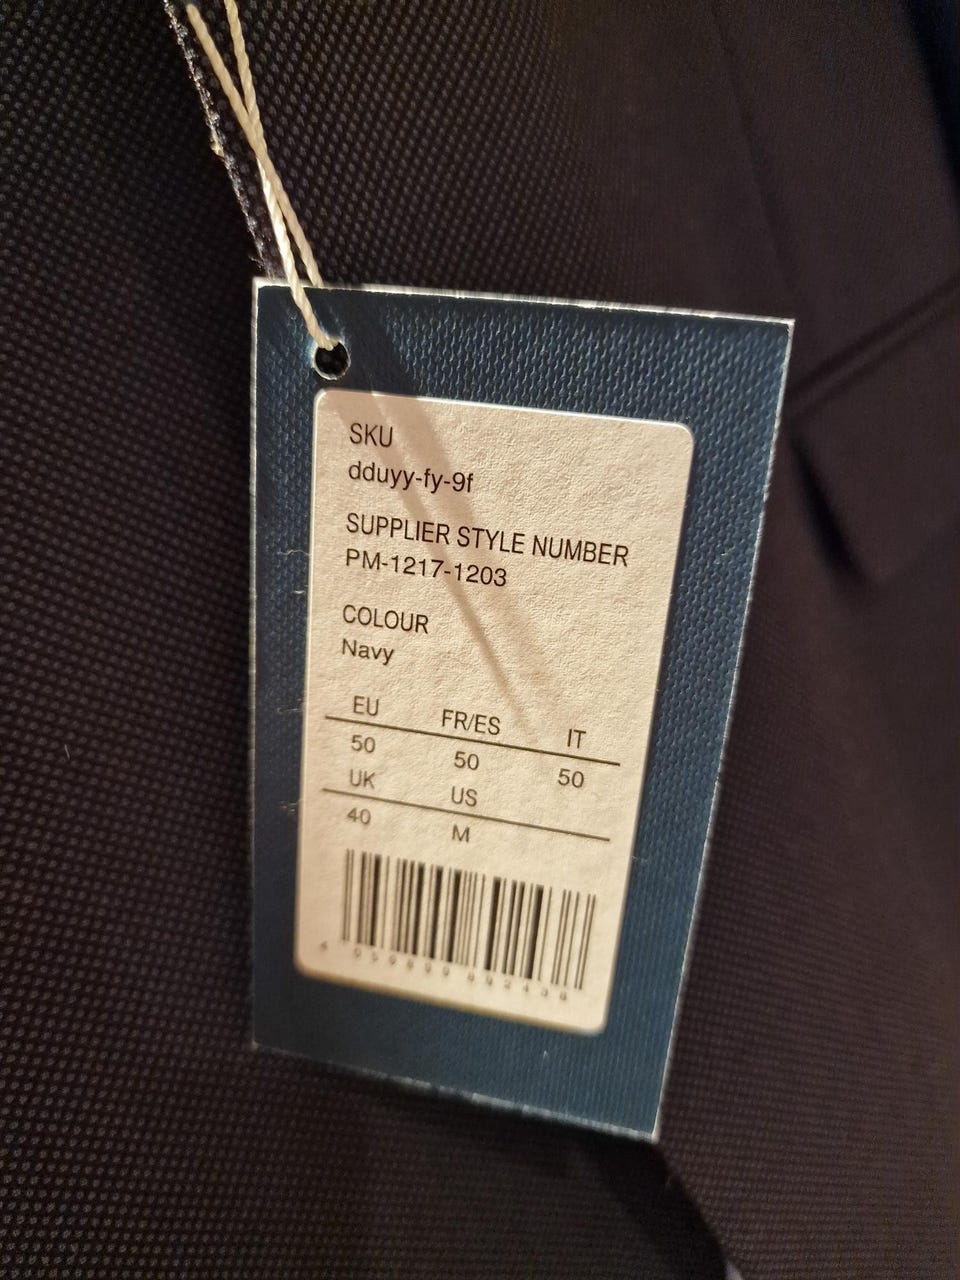 SKU
dduyy-fy-9f
SUPPLIER STYLE NUMBER
PM-1217-1203
COLOUR
Navy
EU FR/ES IT
50 50 50
UK US
40 M